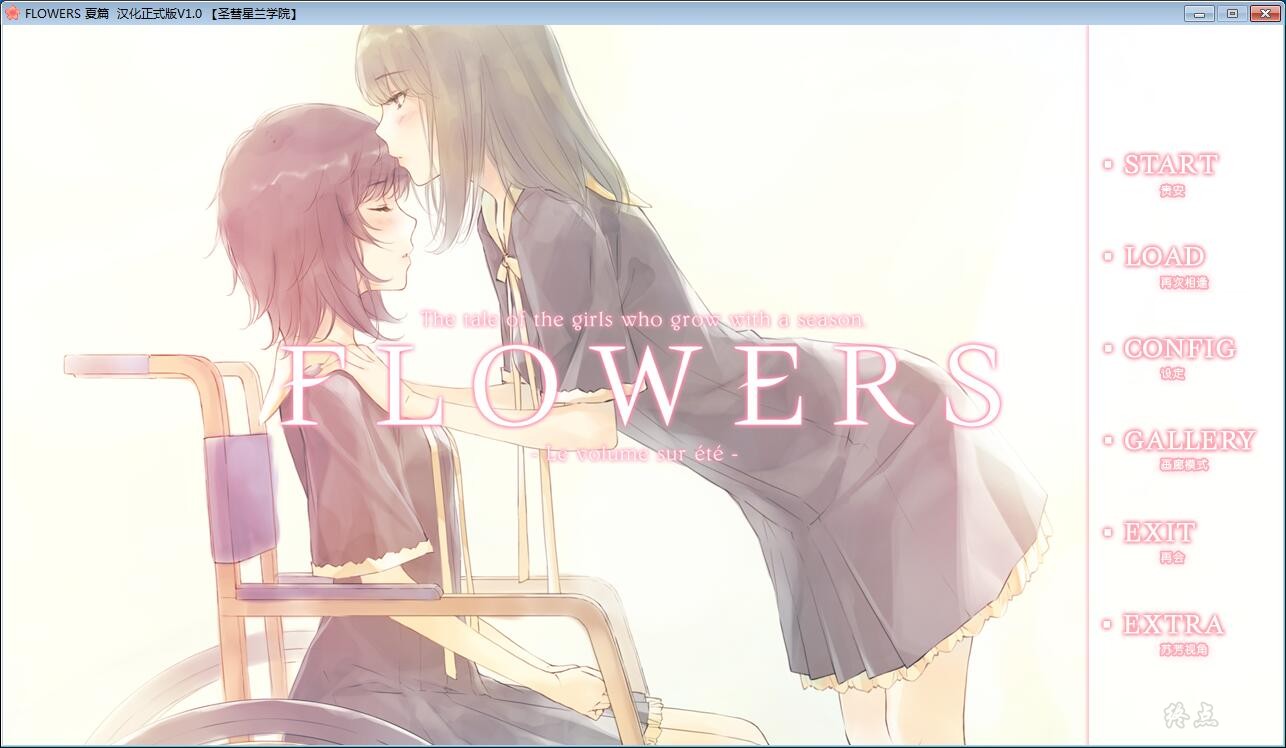 FLOWERS 夏篇 汉化正式版V1.0 【圣彗星兰学院】
The tale of the girls who grow with a season
FLOWERS
- Le volume sur été -
START
贵安
LOAD
再次相逢
CONFIG
设定
GALLERY
画廊模式
EXIT
再会
EXTRA
苏芳视角
终点